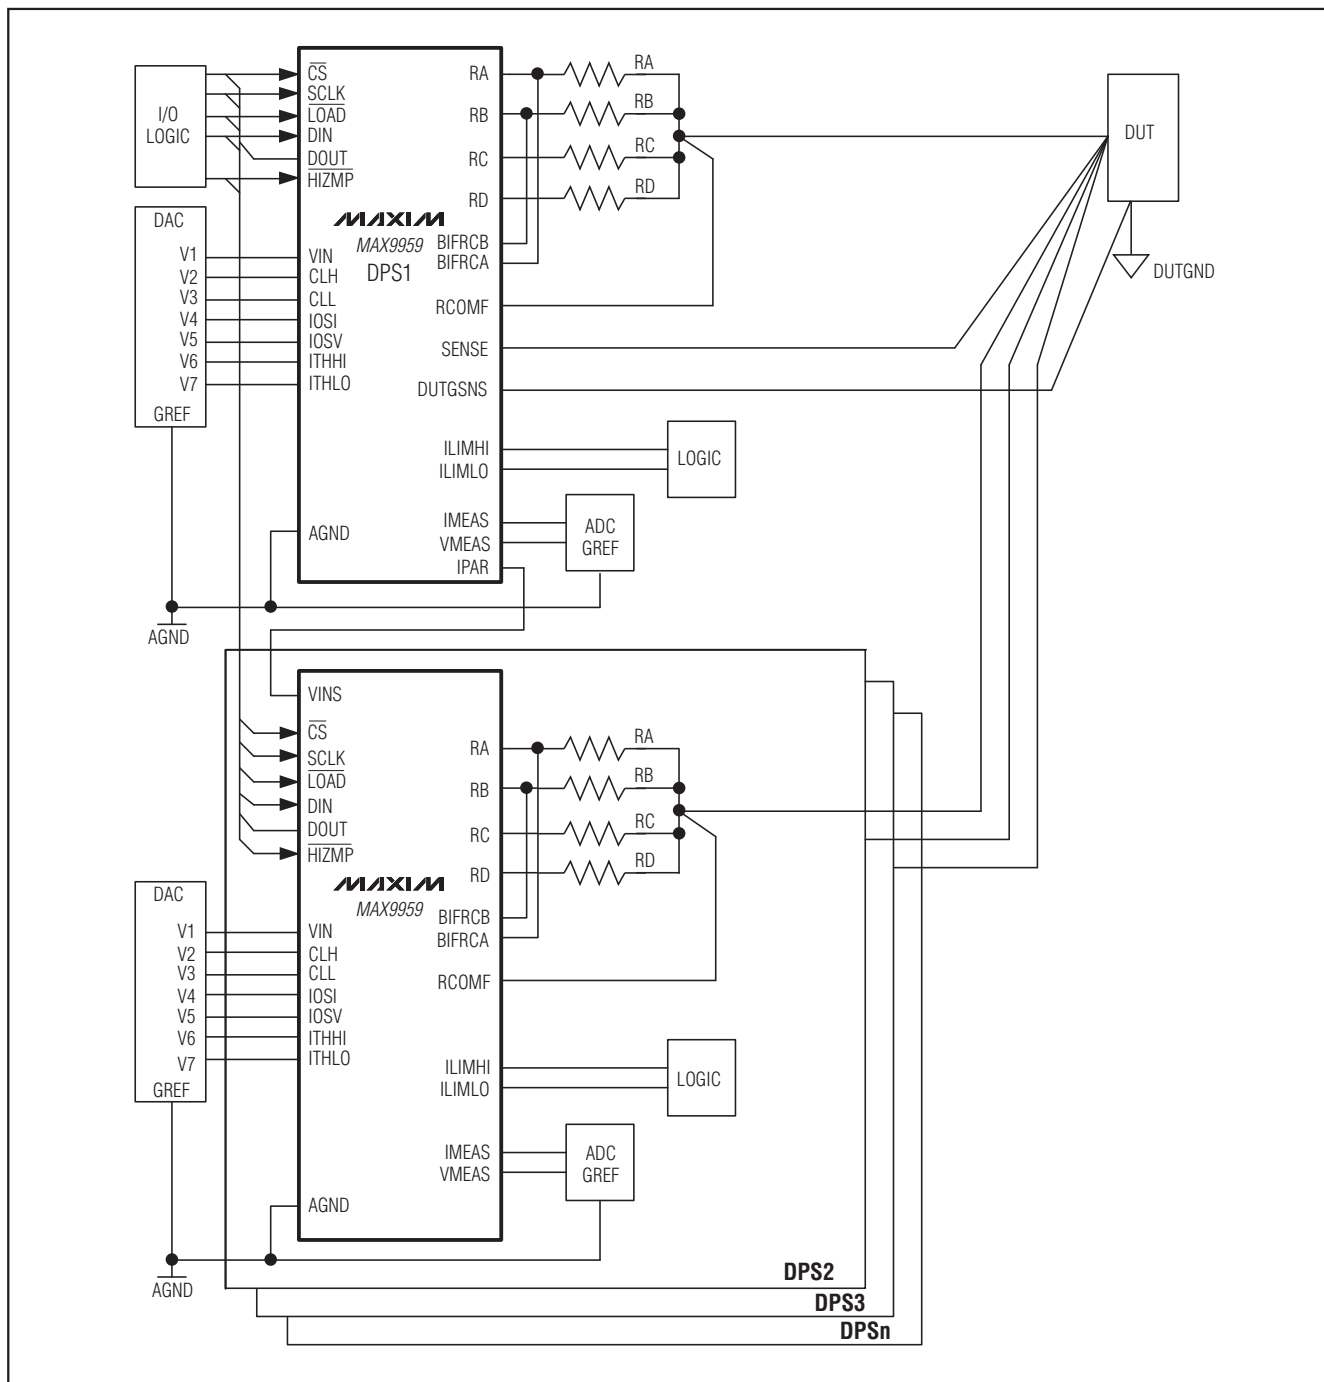 I/O
LOGIC
CS
SCLK
LOAD
DIN
DOUT
HIZMP
DAC
V1
V2
V3
V4
V5
V6
V7
GREF
VIN
CLH
CLL
IOSI
IOSV
ITHHI
ITHLO
AGND
AGND
MAXIM
MAX9959
DPS1
RA
RB
RC
RD
BIFRCB
BIFRCA
RCOMF
SENSE
DUTGSNS
ILIMHI
ILIMLO
IMEAS
VMEAS
IPAR
RA
RB
RC
RD
LOGIC
ADC
GREF
DUT
DUTGND
VINS
CS
SCLK
LOAD
DIN
DOUT
HIZMP
DAC
V1
V2
V3
V4
V5
V6
V7
GREF
VIN
CLH
CLL
IOSI
IOSV
ITHHI
ITHLO
AGND
AGND
MAXIM
MAX9959
RA
RB
RC
RD
BIFRCB
BIFRCA
RCOMF
ILIMHI
ILIMLO
IMEAS
VMEAS
RA
RB
RC
RD
LOGIC
ADC
GREF
DPS2
DPS3
DPSn